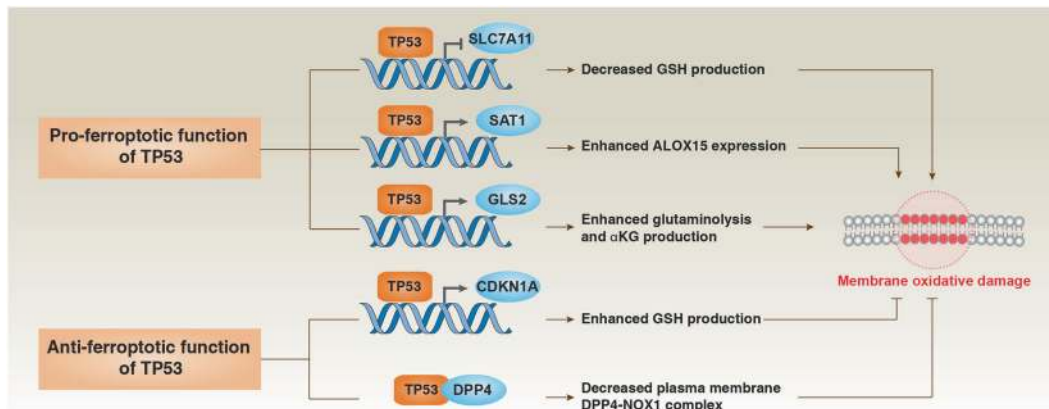 TP53
SLC7A11
Decreased GSH production
Pro-ferroptotic function
of TP53
TP53
SAT1
Enhanced ALOX15 expression
TP53
GLS2
Enhanced glutaminolysis
and αKG production
Membrane oxidative damage
TP53
CDKN1A
Enhanced GSH production
Anti-ferroptotic function
of TP53
TP53
DPP4
Decreased plasma membrane
DPP4-NOX1 complex